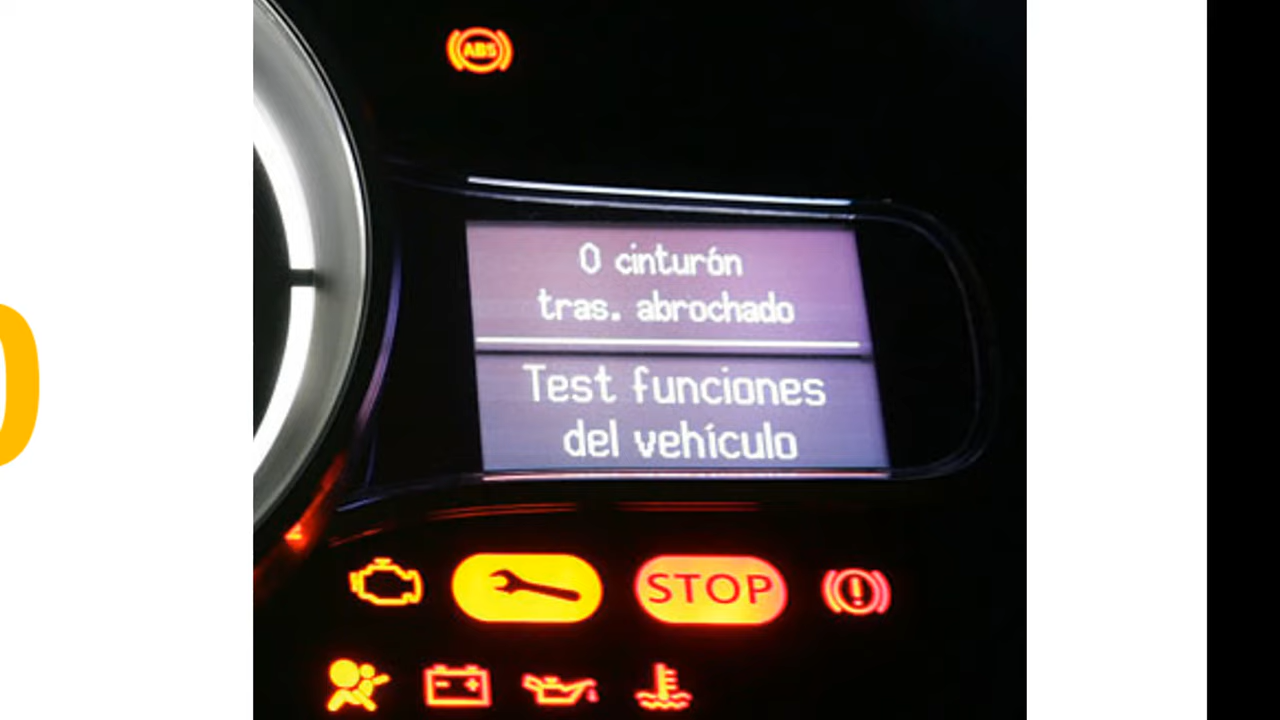 ABS
0 cinturón
tras. abrochado
Test funciones
del vehículo
STOP